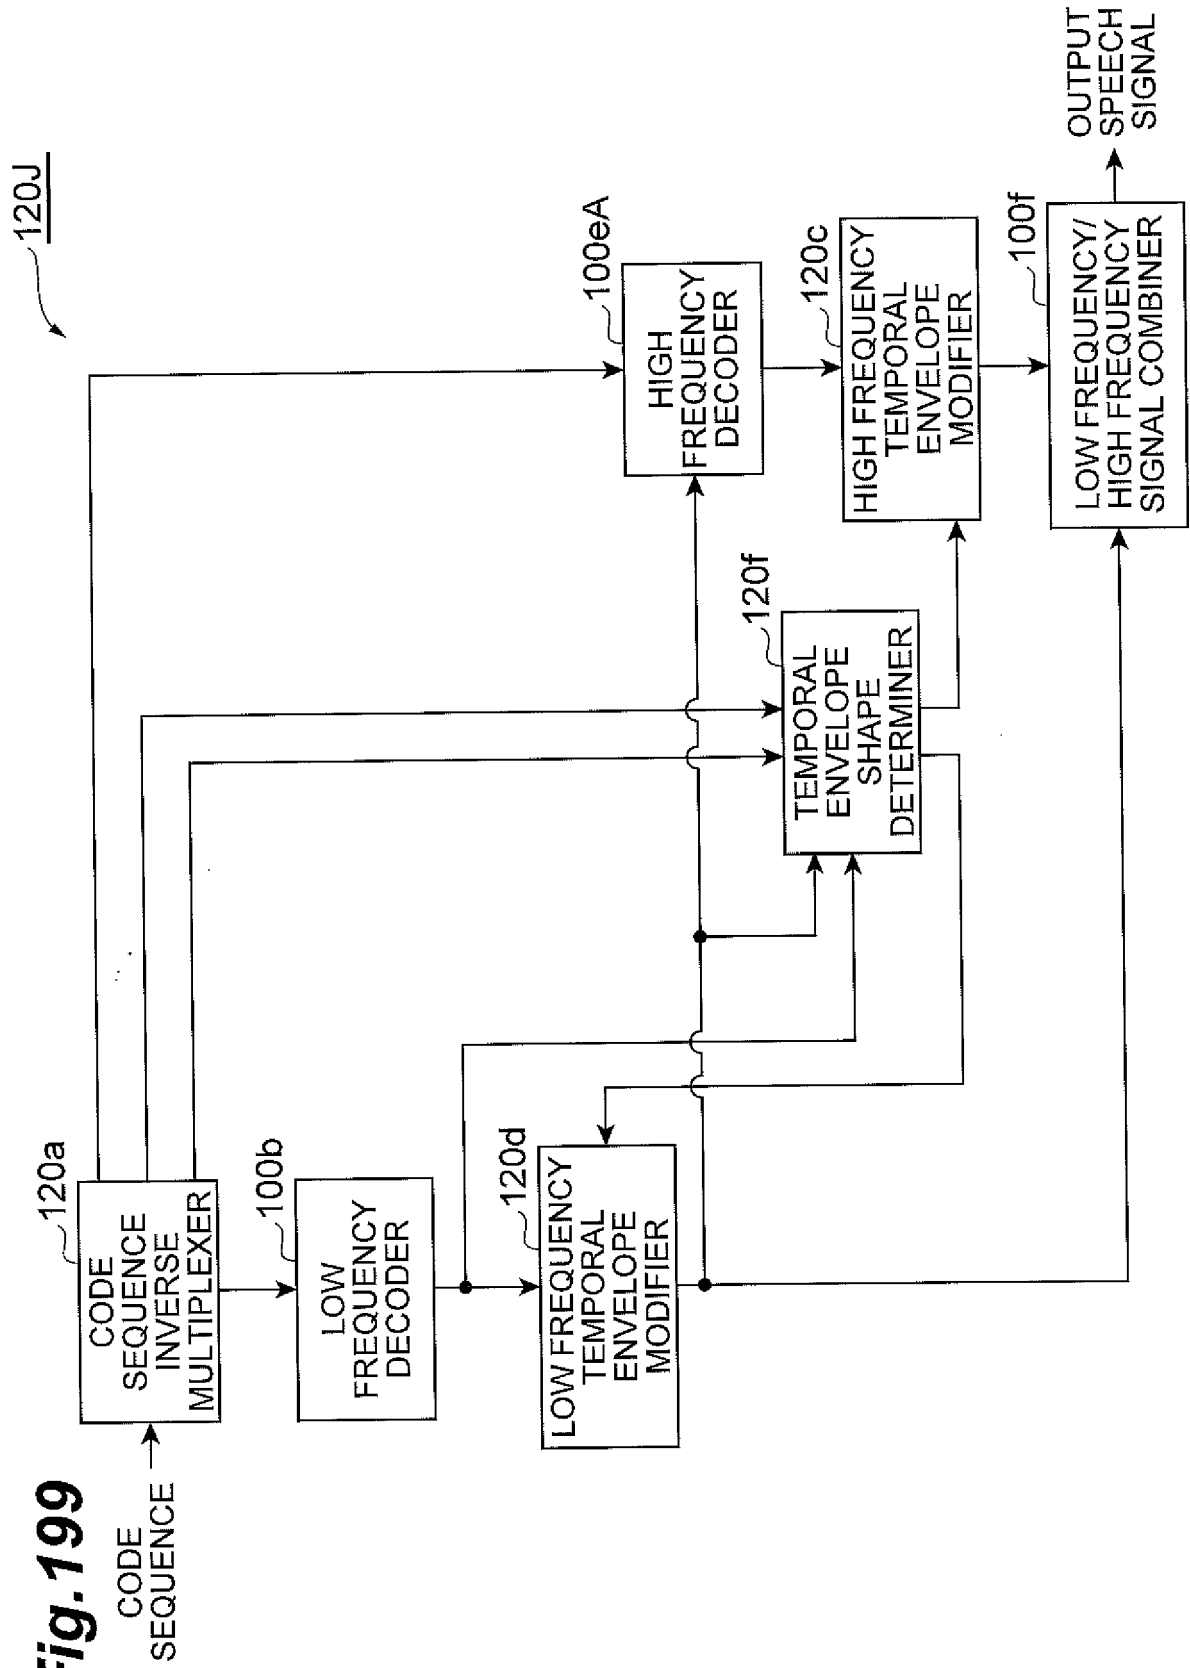 Fig.199
120J
CODE
SEQUENCE
120a
CODE
SEQUENCE
INVERSE
MULTIPLEXER
100b
LOW
FREQUENCY
DECODER
120d
LOW FREQUENCY
TEMPORAL
ENVELOPE
MODIFIER
120f
TEMPORAL
ENVELOPE
SHAPE
DETERMINER
100eA
HIGH
FREQUENCY
DECODER
120c
HIGH FREQUENCY
TEMPORAL
ENVELOPE
MODIFIER
100f
LOW FREQUENCY/
HIGH FREQUENCY
SIGNAL COMBINER
OUTPUT
SPEECH
SIGNAL